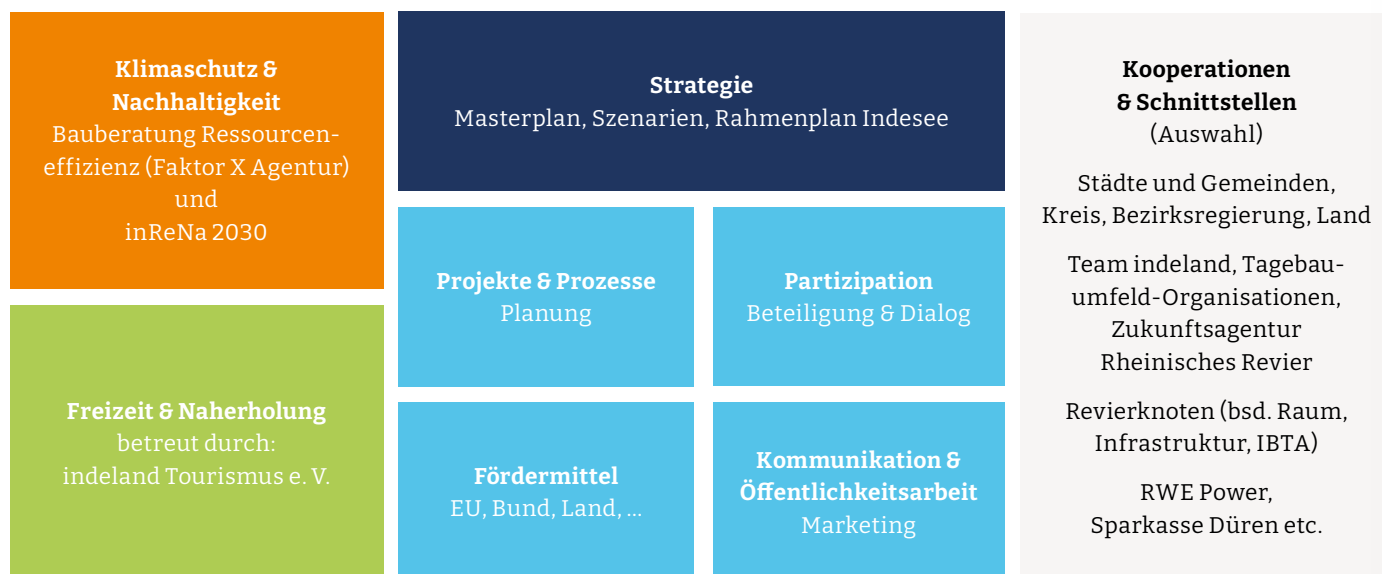 Klimaschutz &
Nachhaltigkeit
Bauberatung Ressourcen-
effizienz (Faktor X Agentur)
und
inReNa 2030
Freizeit & Naherholung
betreut durch:
indeland Tourismus e. V.
Strategie
Masterplan, Szenarien, Rahmenplan Indesee
Projekte & Prozesse
Planung
Partizipation
Beteiligung & Dialog
Fördermittel
EU, Bund, Land, ...
Kommunikation &
Öffentlichkeitsarbeit
Marketing
Kooperationen
& Schnittstellen
(Auswahl)
Städte und Gemeinden,
Kreis, Bezirksregierung, Land
Team indeland, Tagebau-
umfeld-Organisationen,
Zukunftsagentur
Rheinisches Revier
Revierknoten (bsd. Raum,
Infrastruktur, IBTA)
RWE Power,
Sparkasse Düren etc.